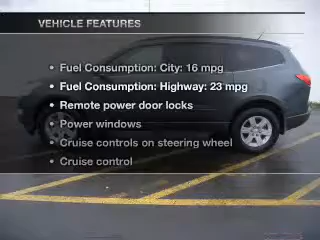 VEHICLE FEATURES
• Fuel Consumption: City: 16 mpg
• Fuel Consumption: Highway: 23 mpg
• Remote power door locks
• Power windows
• Cruise controls on steering wheel
• Cruise control